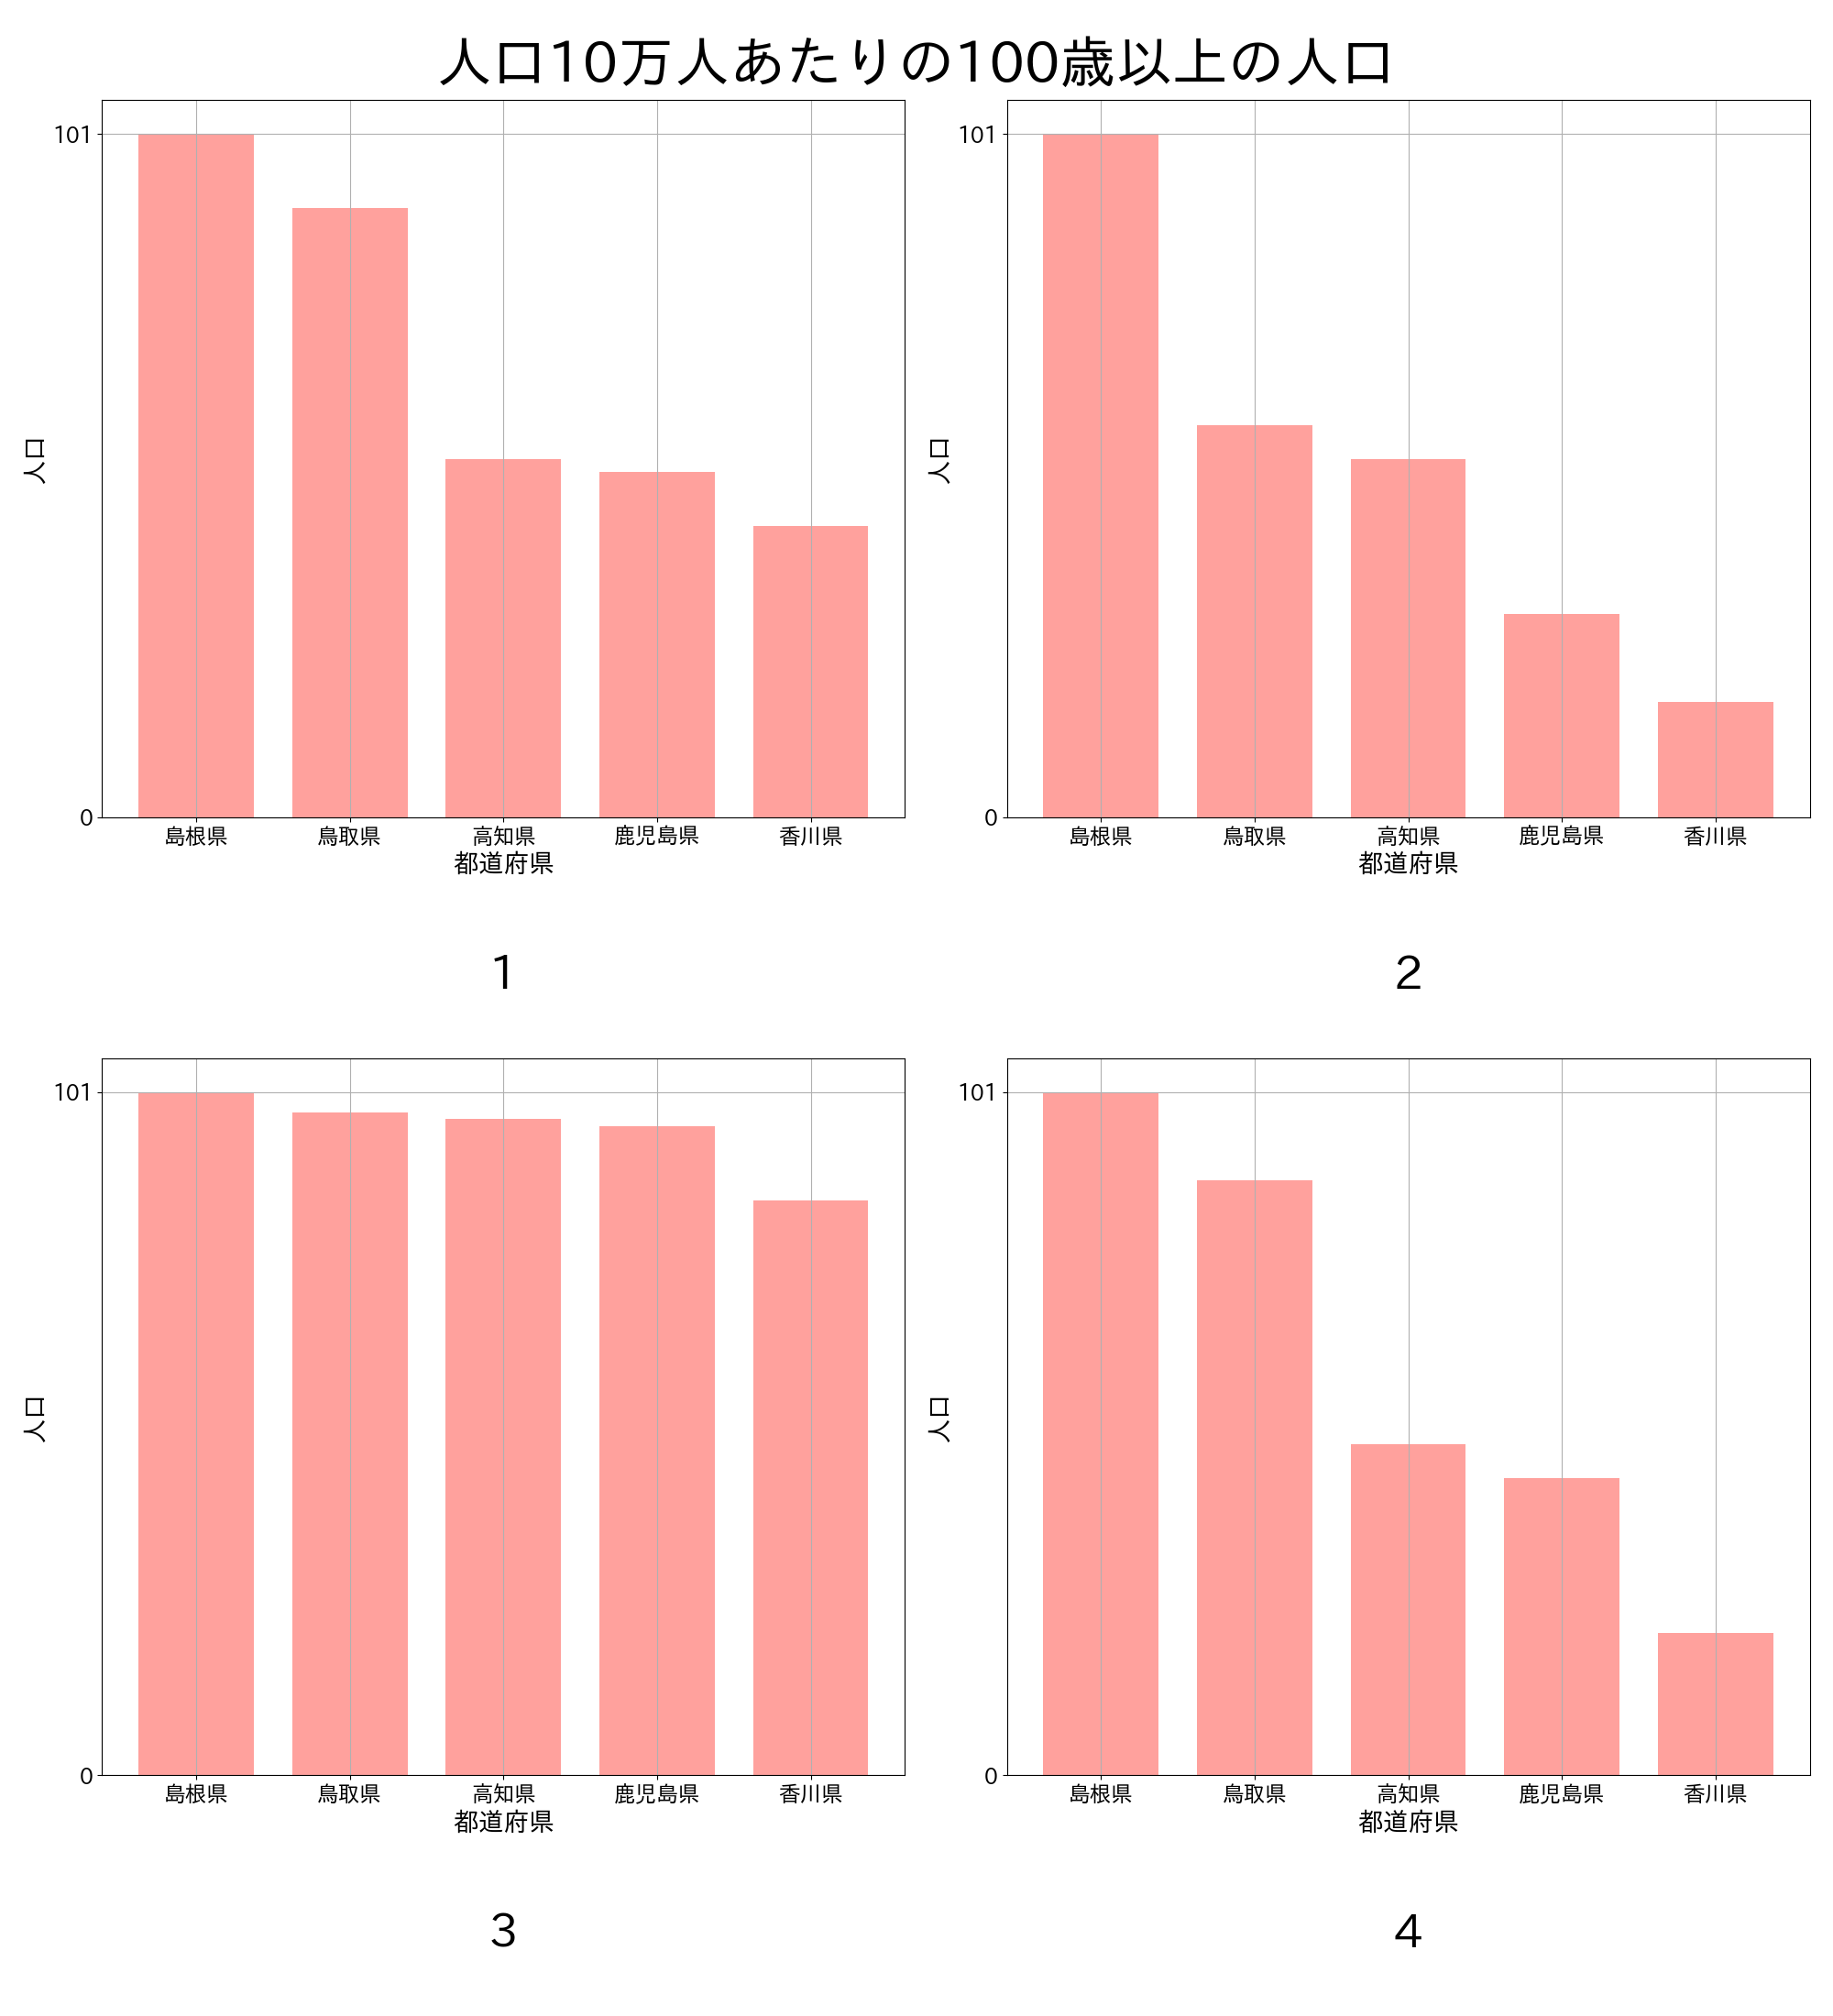 人口10万人あたりの100歳以上の人口
101
0
人口
島根県 鳥取県 高知県 鹿児島県 香川県
都道府県
1
101
0
人口
島根県 鳥取県 高知県 鹿児島県 香川県
都道府県
2
101
0
人口
島根県 鳥取県 高知県 鹿児島県 香川県
都道府県
3
101
0
人口
島根県 鳥取県 高知県 鹿児島県 香川県
都道府県
4